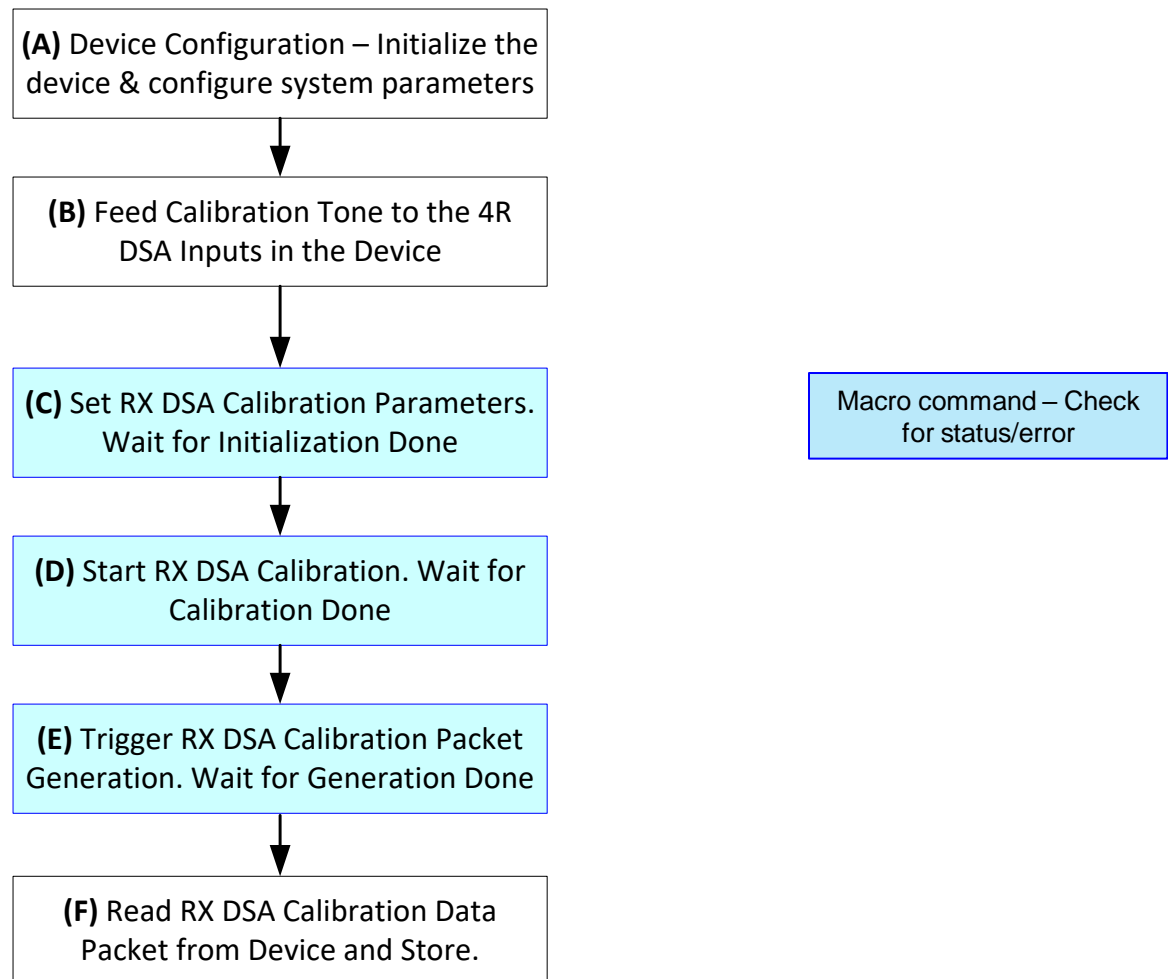 (A) Device Configuration – Initialize the
device & configure system parameters
(B) Feed Calibration Tone to the 4R
DSA Inputs in the Device
(C) Set RX DSA Calibration Parameters.
Wait for Initialization Done
Macro command – Check
for status/error
(D) Start RX DSA Calibration. Wait for
Calibration Done
(E) Trigger RX DSA Calibration Packet
Generation. Wait for Generation Done
(F) Read RX DSA Calibration Data
Packet from Device and Store.